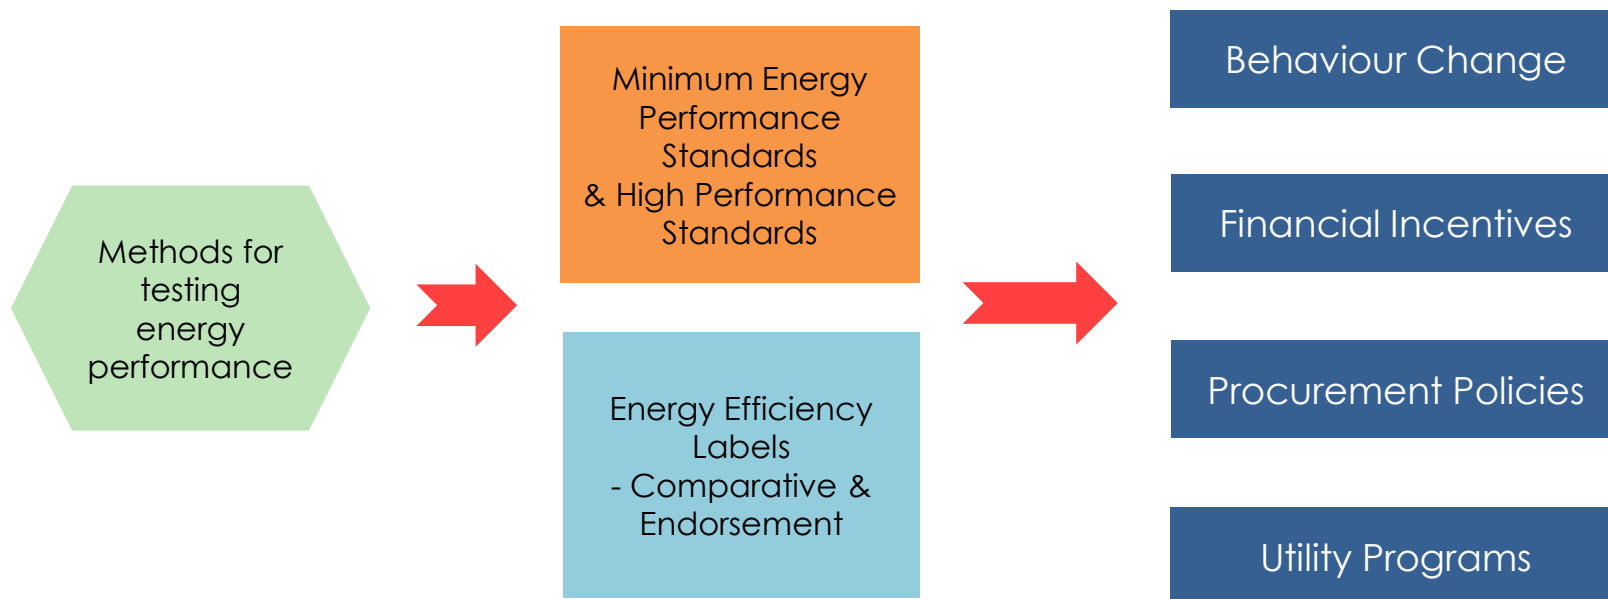 Methods for
testing
energy
performance
Minimum Energy
Performance
Standards
& High Performance
Standards
Energy Efficiency
Labels
- Comparative &
Endorsement
Behaviour Change
Financial Incentives
Procurement Policies
Utility Programs